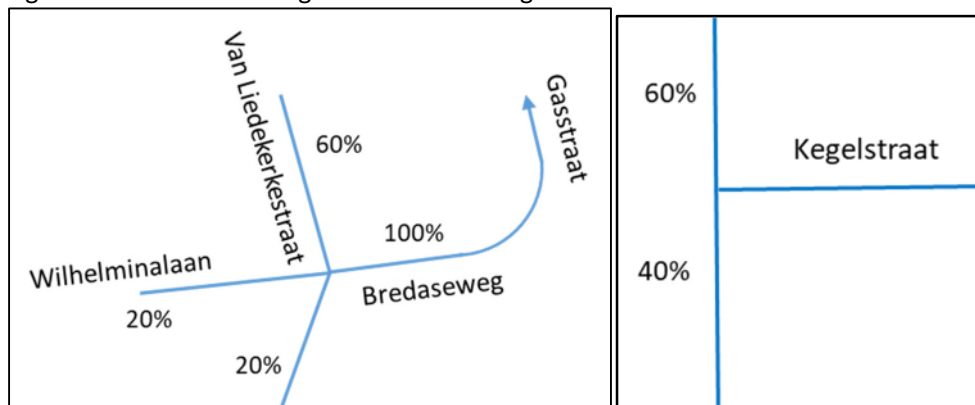 Van Liedekerkestraat
60%
Gasstraat
100%
Wilhelminalaan
Bredaseweg
20%
20%
60%
Kegelstraat
40%